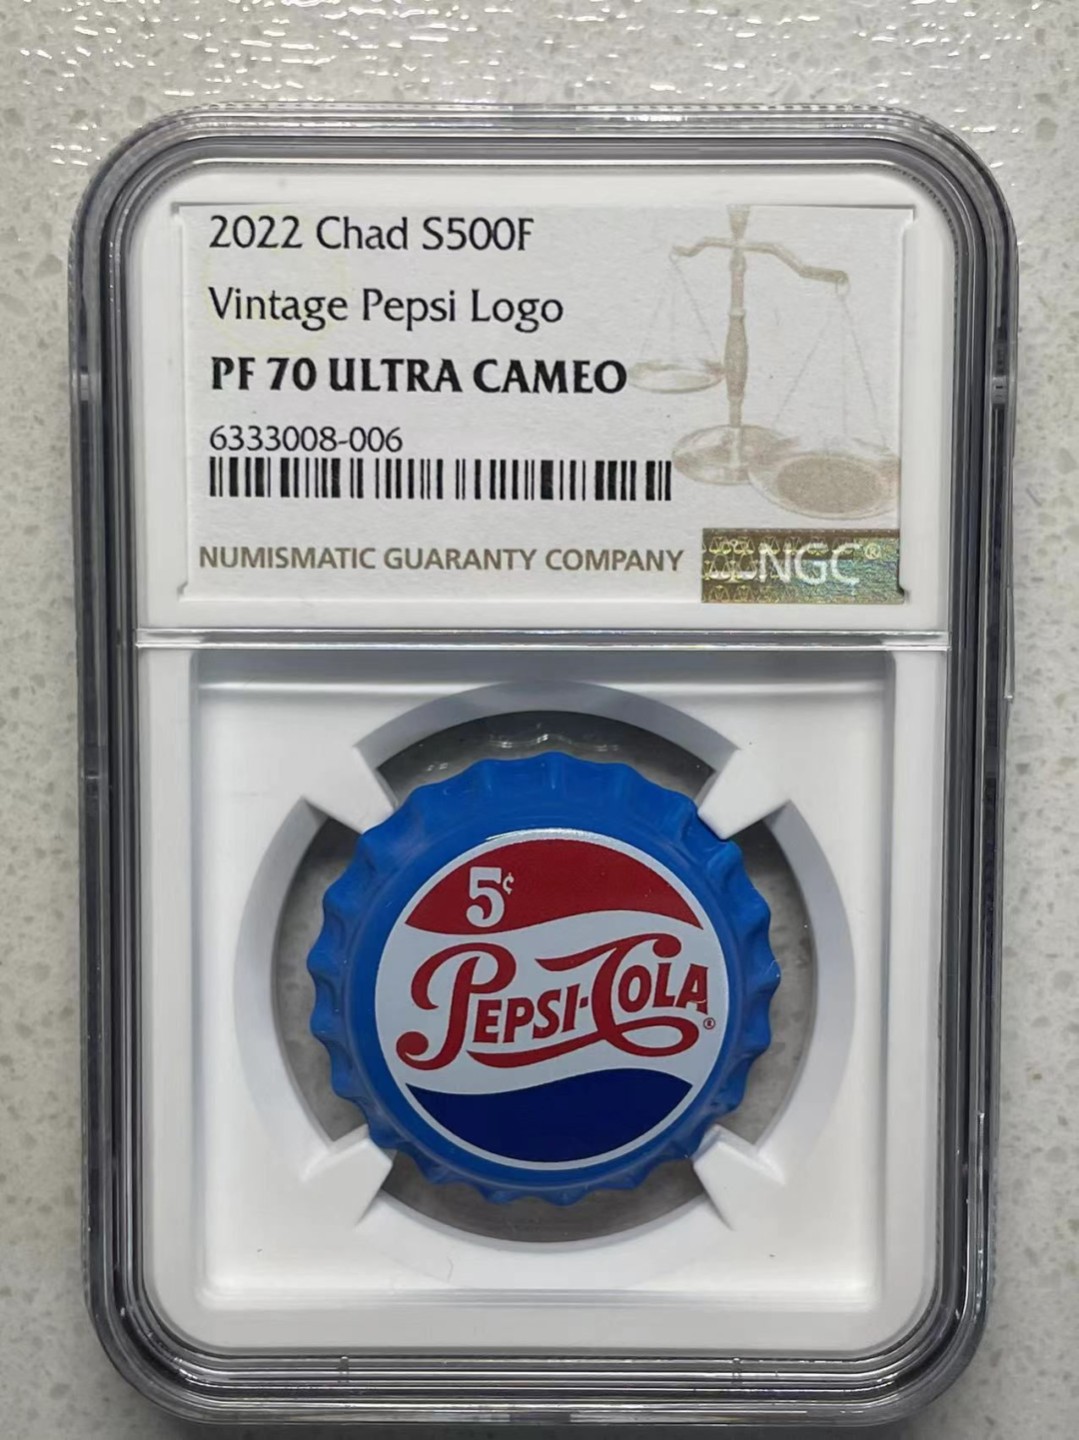 2022 Chad S500F
Vintage Pepsi Logo
PF 70 ULTRA CAMEO
6333008-006
NUMISMATIC GUARANTY COMPANY
NGC®
5¢
PEPSI-COLA®